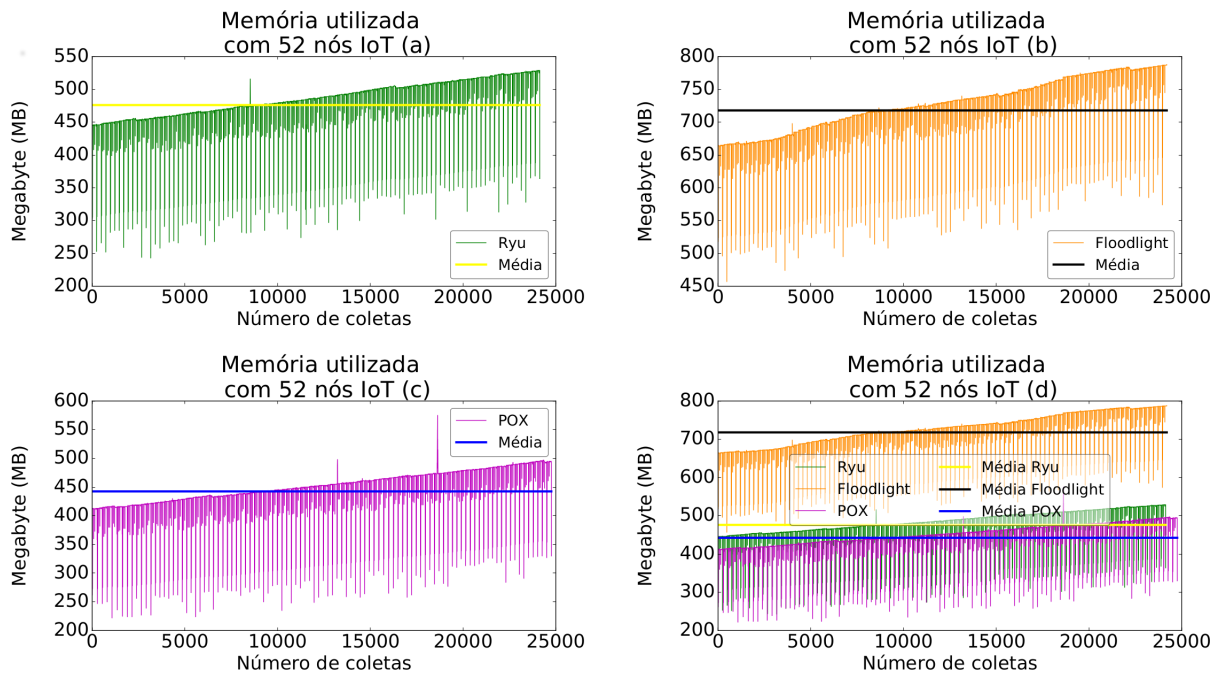 Memória utilizada
com 52 nós IoT (a)
550
500
450
400
350
300
250
200
Megabyte (MB)
Ryu
Média
0 5000 10000 15000 20000 25000
Número de coletas
Memória utilizada
com 52 nós IoT (b)
800
750
700
650
600
550
500
450
Megabyte (MB)
Floodlight
Média
0 5000 10000 15000 20000 25000
Número de coletas
Memória utilizada
com 52 nós IoT (c)
600
550
500
450
400
350
300
250
200
Megabyte (MB)
POX
Média
0 5000 10000 15000 20000 25000
Número de coletas
Memória utilizada
com 52 nós IoT (d)
800
700
600
500
400
300
200
Megabyte (MB)
Ryu Média Ryu
Floodlight Média Floodlight
POX Média POX
0 5000 10000 15000 20000 25000
Número de coletas